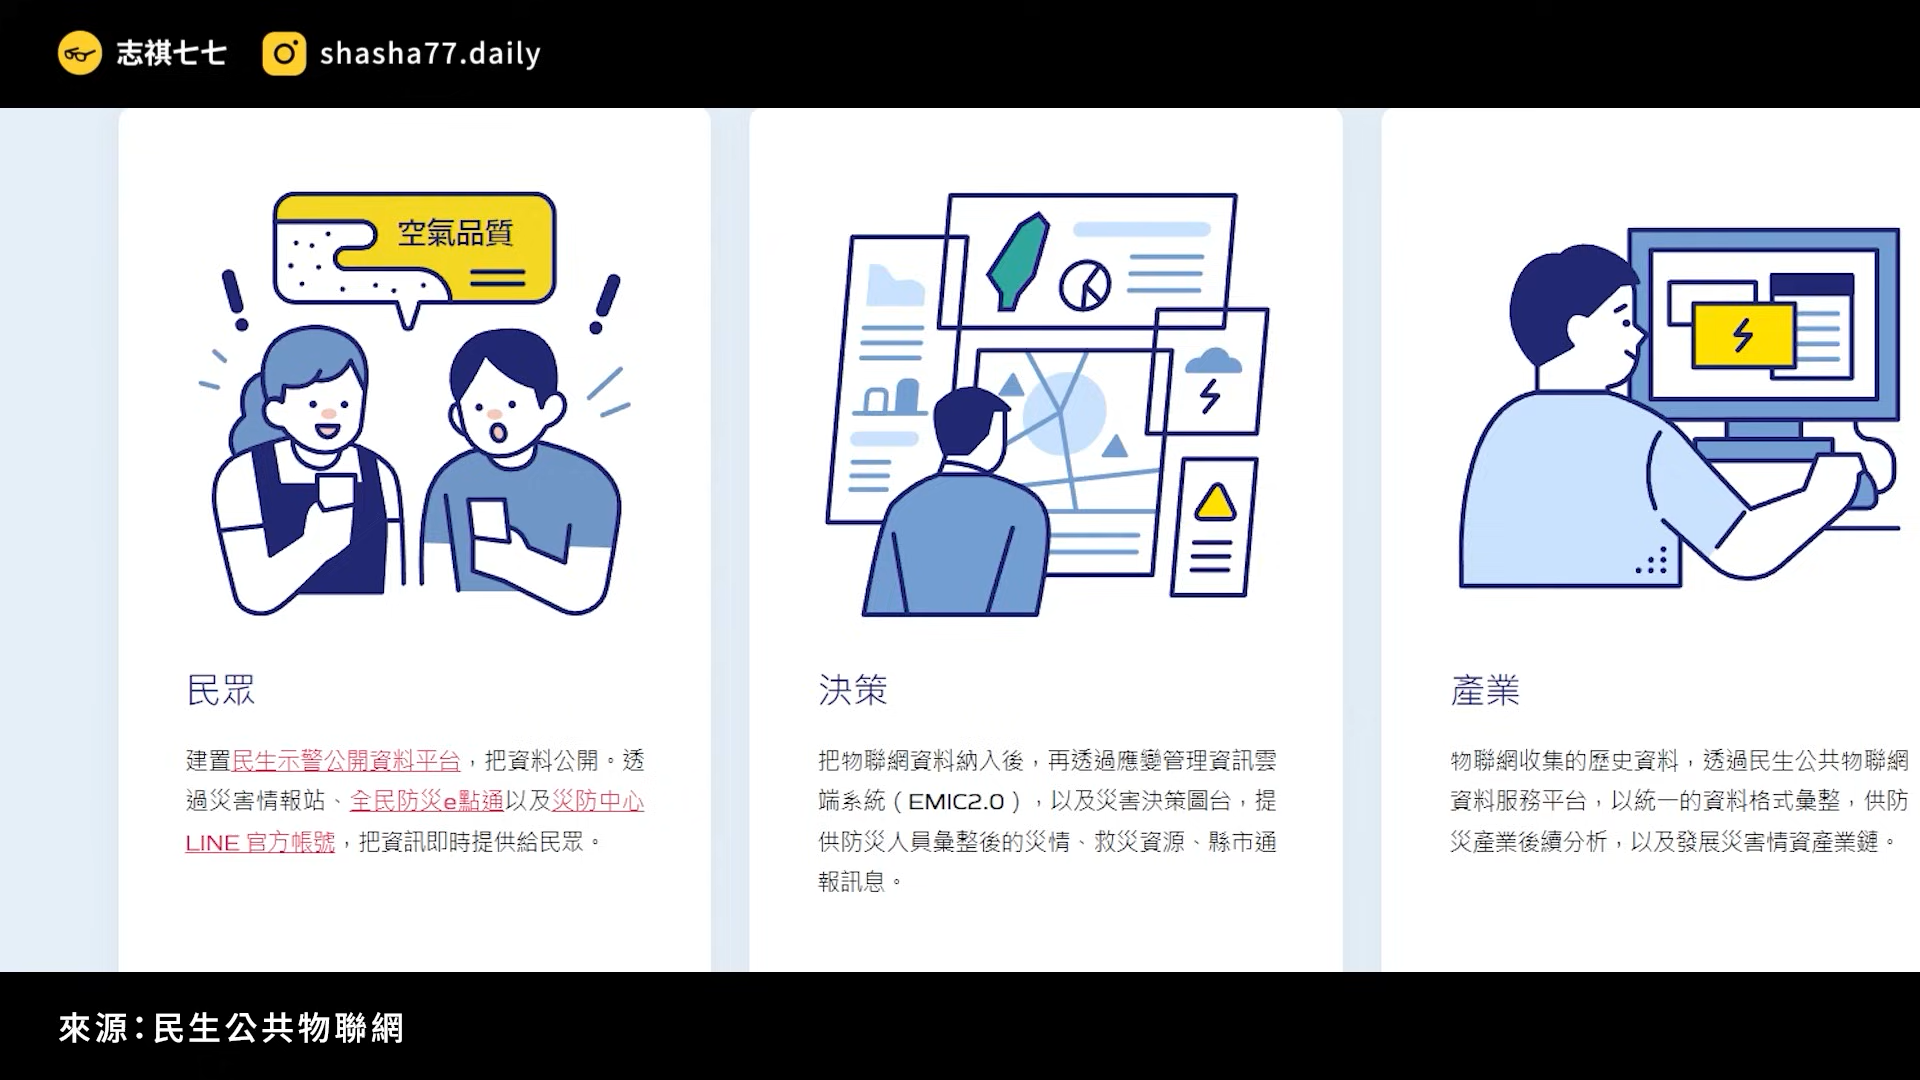 志祺七七 shasha77.daily
空氣品質
民眾
建置民生示警公開資料平台，把資料公開。透
過災害情報站、全民防災e點通以及災防中心
LINE 官方帳號，把資訊即時提供給民眾。
決策
把物聯網資料納入後，再透過應變管理資訊雲
端系統（EMIC2.0），以及災害決策圖台，提
供防災人員彙整後的災情、救災資源、縣市通
報訊息。
產業
物聯網收集的歷史資料，透過民生公共物聯網
資料服務平台，以統一的資料格式彙整，供防
災產業後續分析，以及發展災害情資產業鏈。
來源：民生公共物聯網